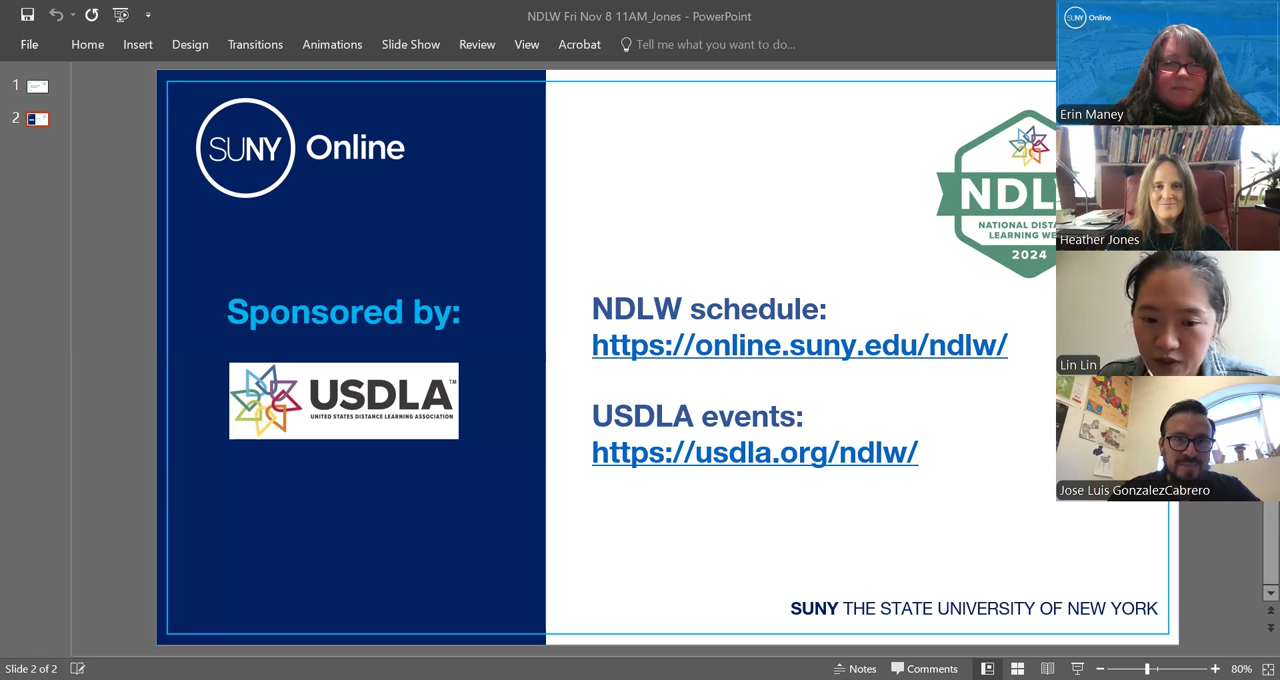 NDLW Fri Nov 8 11AM_Jones - PowerPoint
File Home Insert Design Transitions Animations Slide Show Review View Acrobat Tell me what you want to do...
1
2
SUNY Online
Sponsored by:
USDLA™
UNITED STATES DISTANCE LEARNING ASSOCIATION
NDL
NATIONAL DISTA
LEARNING WE
2024
NDLW schedule:
https://online.suny.edu/ndlw/
USDLA events:
https://usdla.org/ndlw/
SUNY THE STATE UNIVERSITY OF NEW YORK
SUNY Online
Erin Maney
Heather Jones
Lin Lin
Jose Luis GonzalezCabrero
Slide 2 of 2 Notes Comments 80%